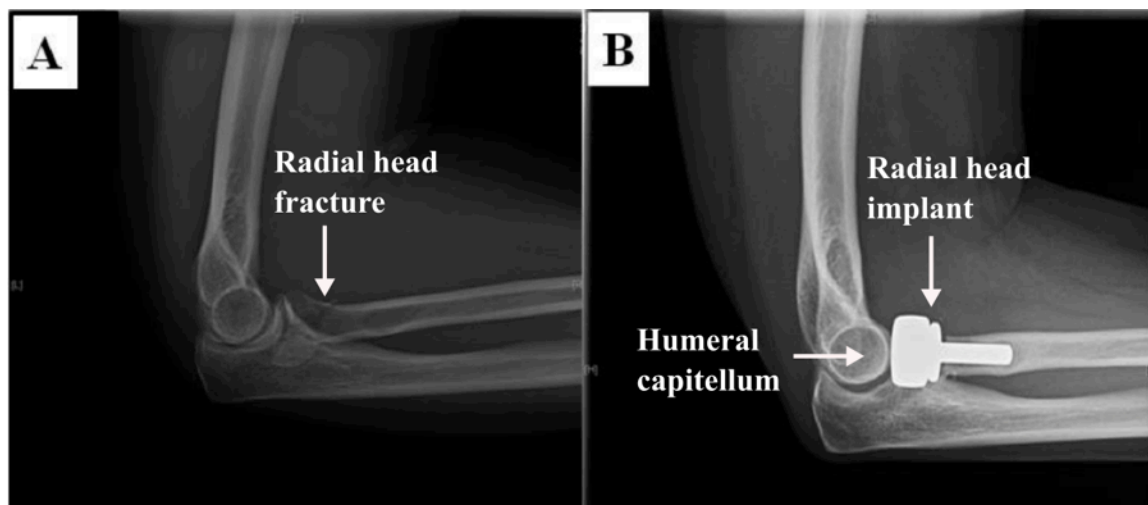 A
Radial head
fracture
B
Radial head
implant
Humeral
capitellum